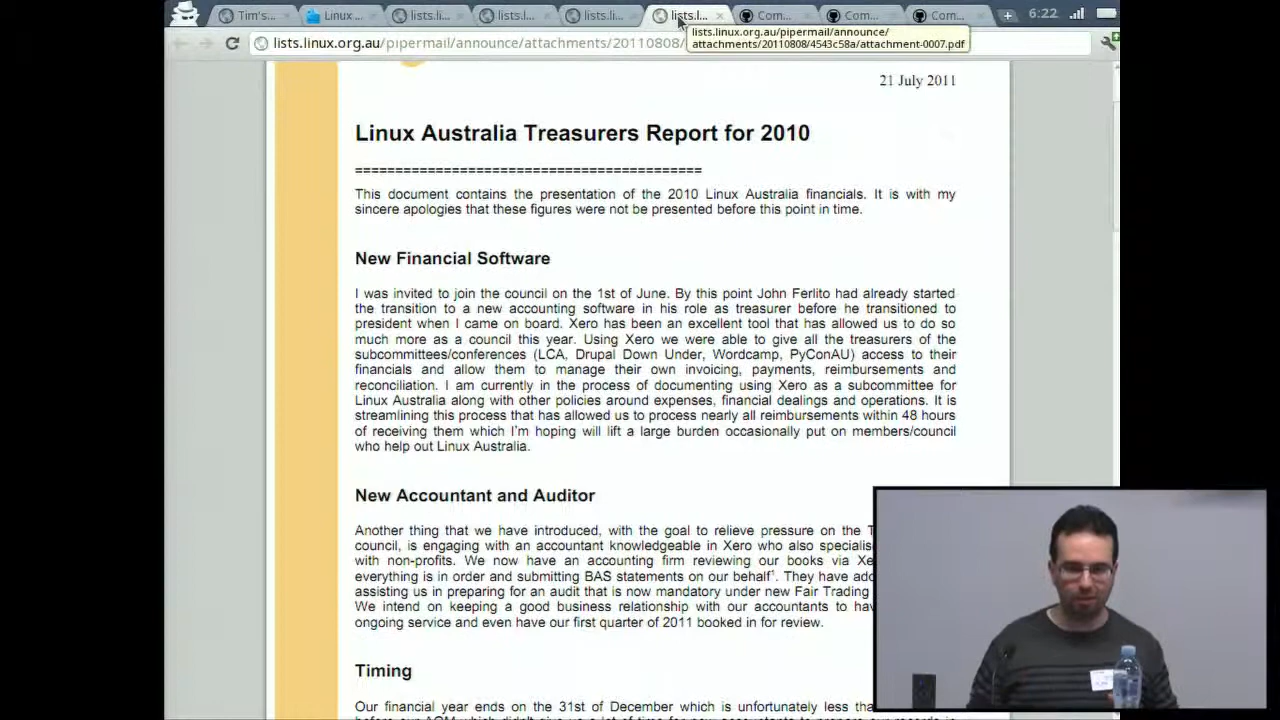 Tim's...
Linux ...
lists.l...
lists.l...
lists.l...
lists.l...
Com...
Com...
Com...
6:22
lists.linux.org.au/pipermail/announce/attachments/20110808/
lists.linux.org.au/pipermail/announce/
attachments/20110808/4543c58a/attachment-0007.pdf
21 July 2011
Linux Australia Treasurers Report for 2010
===========================================
This document contains the presentation of the 2010 Linux Australia financials. It is with my
sincere apologies that these figures were not be presented before this point in time.
New Financial Software
I was invited to join the council on the 1st of June. By this point John Ferlito had already started
the transition to a new accounting software in his role as treasurer before he transitioned to
president when I came on board. Xero has been an excellent tool that has allowed us to do so
much more as a council this year. Using Xero we were able to give all the treasurers of the
subcommittees/conferences (LCA, Drupal Down Under, Wordcamp, PyConAU) access to their
financials and allow them to manage their own invoicing, payments, reimbursements and
reconciliation. I am currently in the process of documenting using Xero as a subcommittee for
Linux Australia along with other policies around expenses, financial dealings and operations. It is
streamlining this process that has allowed us to process nearly all reimbursements within 48 hours
of receiving them which I'm hoping will lift a large burden occasionally put on members/council
who help out Linux Australia.
New Accountant and Auditor
Another thing that we have introduced, with the goal to relieve pressure on the T
council, is engaging with an accountant knowledgeable in Xero who also specialis
with non-profits. We now have an accounting firm reviewing our books via Xe
everything is in order and submitting BAS statements on our behalf¹. They have ad
assisting us in preparing for an audit that is now mandatory under new Fair Trading
We intend on keeping a good business relationship with our accountants to hav
ongoing service and even have our first quarter of 2011 booked in for review.
Timing
Our financial year ends on the 31st of December which is unfortunately less tha